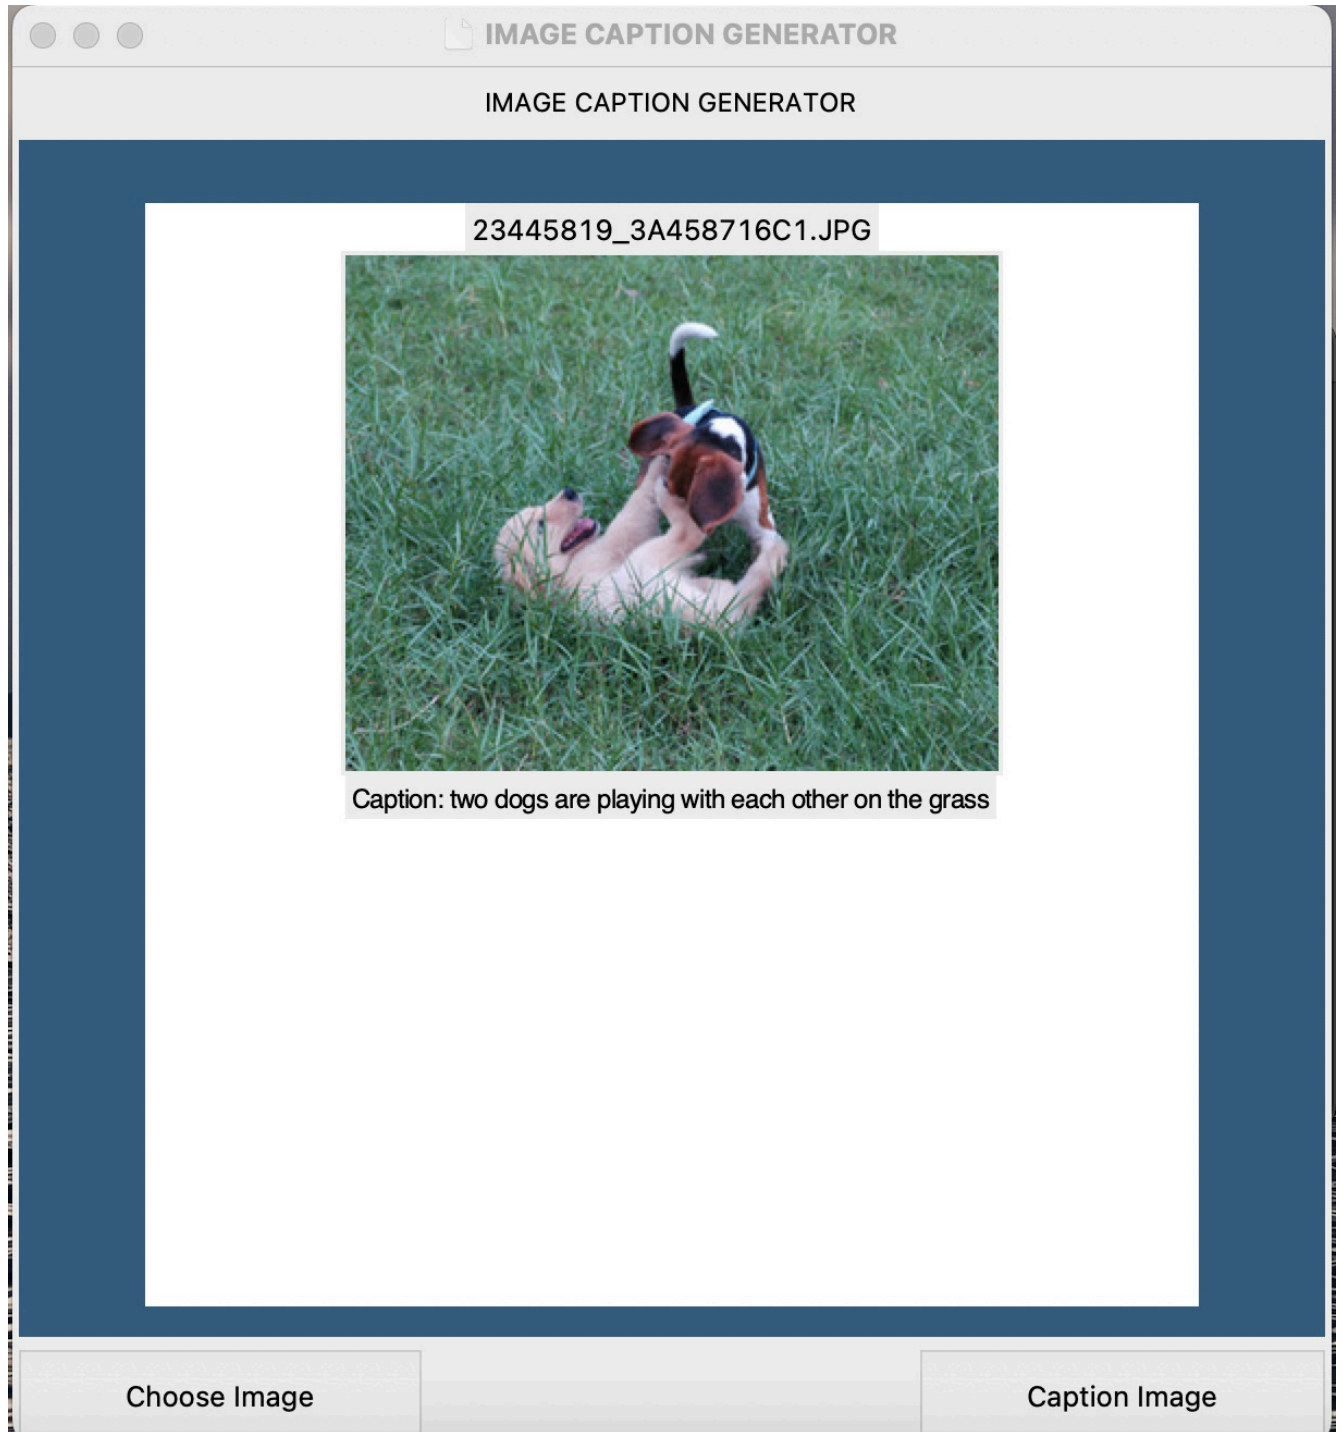 IMAGE CAPTION GENERATOR
IMAGE CAPTION GENERATOR
23445819_3A458716C1.JPG
Caption: two dogs are playing with each other on the grass
Choose Image
Caption Image